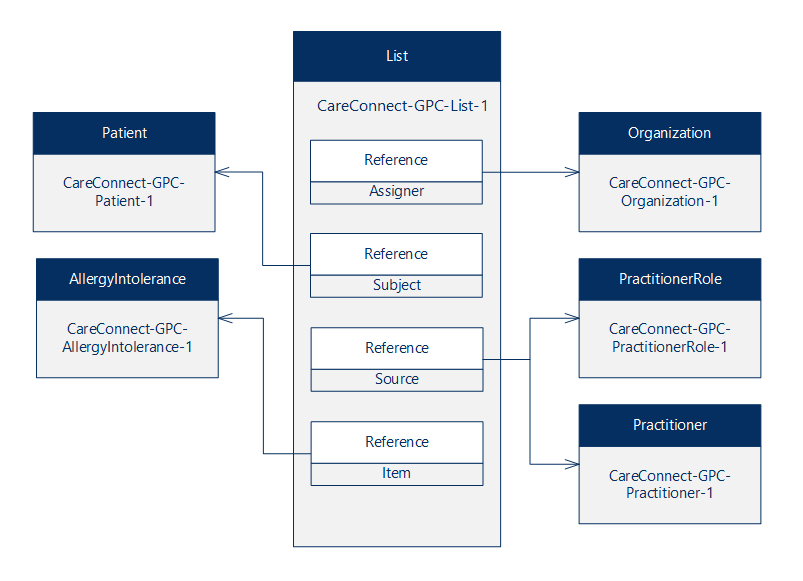 List
CareConnect-GPC-List-1
Reference
Assigner
Reference
Subject
Reference
Source
Reference
Item
Patient
CareConnect-GPC-
Patient-1
AllergyIntolerance
CareConnect-GPC-
AllergyIntolerance-1
Organization
CareConnect-GPC-
Organization-1
PractitionerRole
CareConnect-GPC-
PractitionerRole-1
Practitioner
CareConnect-GPC-
Practitioner-1